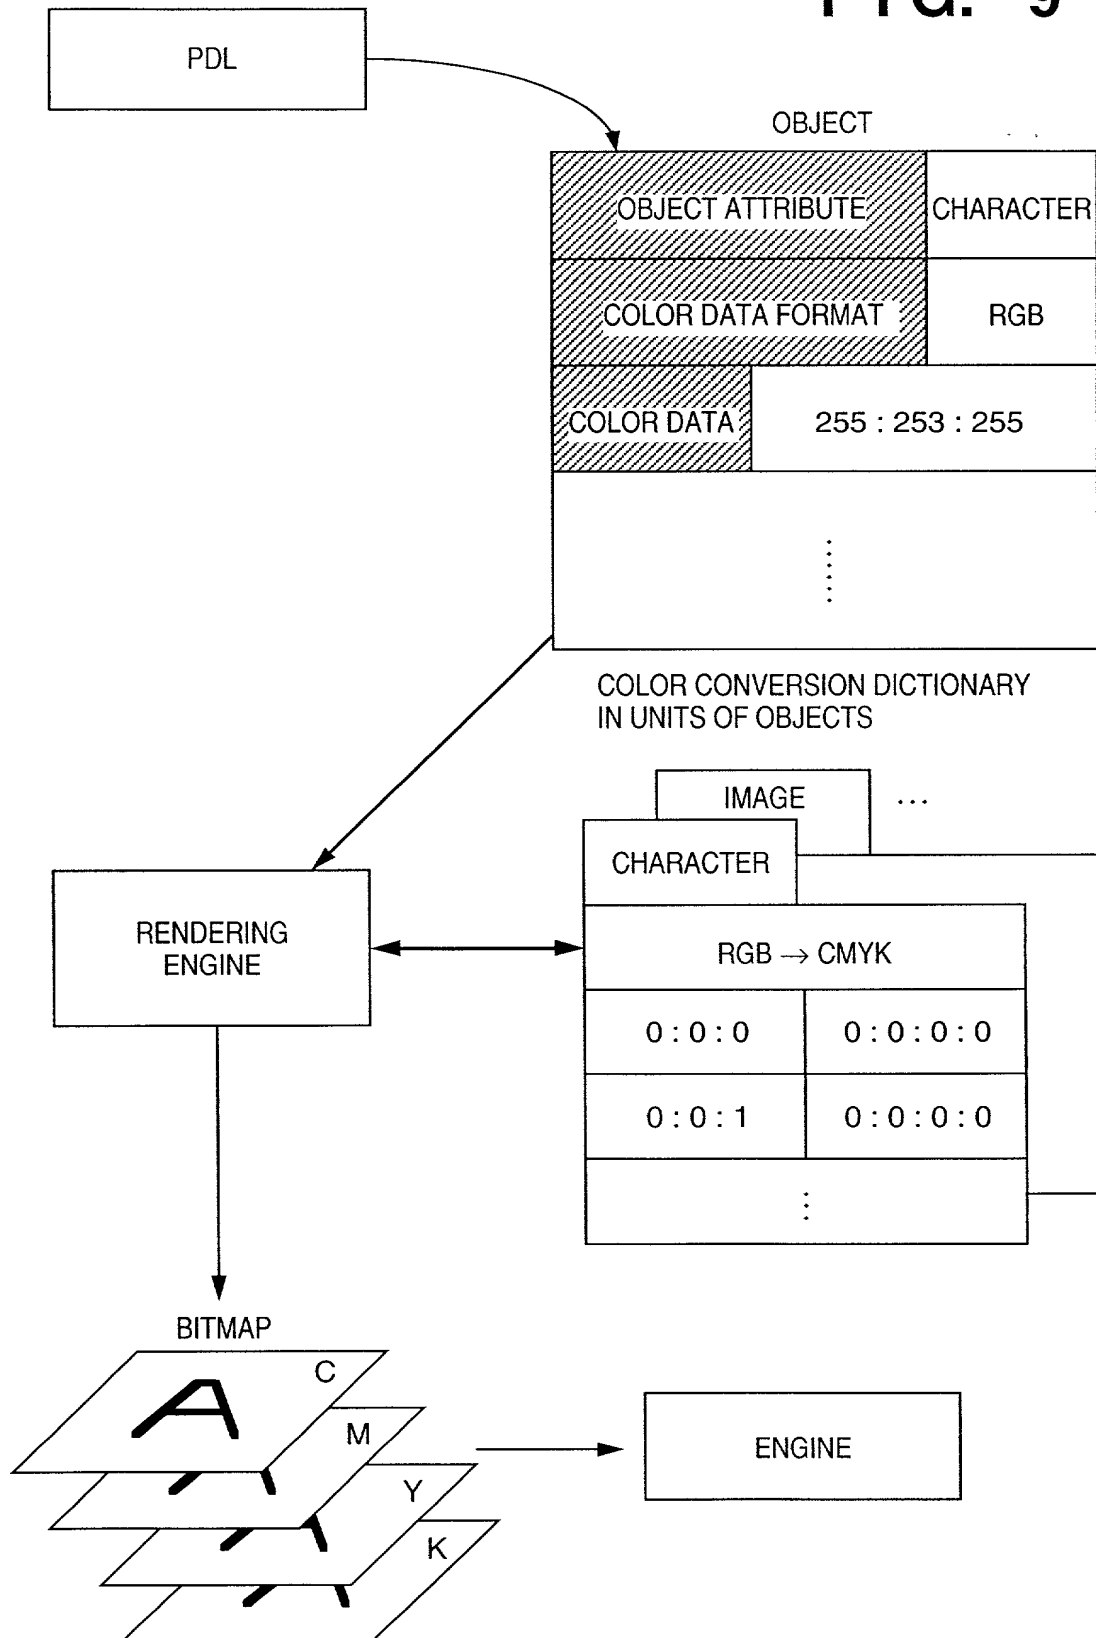 FIG. 9
PDL
OBJECT
OBJECT ATTRIBUTE
CHARACTER
COLOR DATA FORMAT
RGB
COLOR DATA
255 : 253 : 255
COLOR CONVERSION DICTIONARY
IN UNITS OF OBJECTS
IMAGE
...
CHARACTER
RENDERING
ENGINE
RGB → CMYK
0 : 0 : 0
0 : 0 : 0 : 0
0 : 0 : 1
0 : 0 : 0 : 0
BITMAP
C
A
M
Y
K
ENGINE